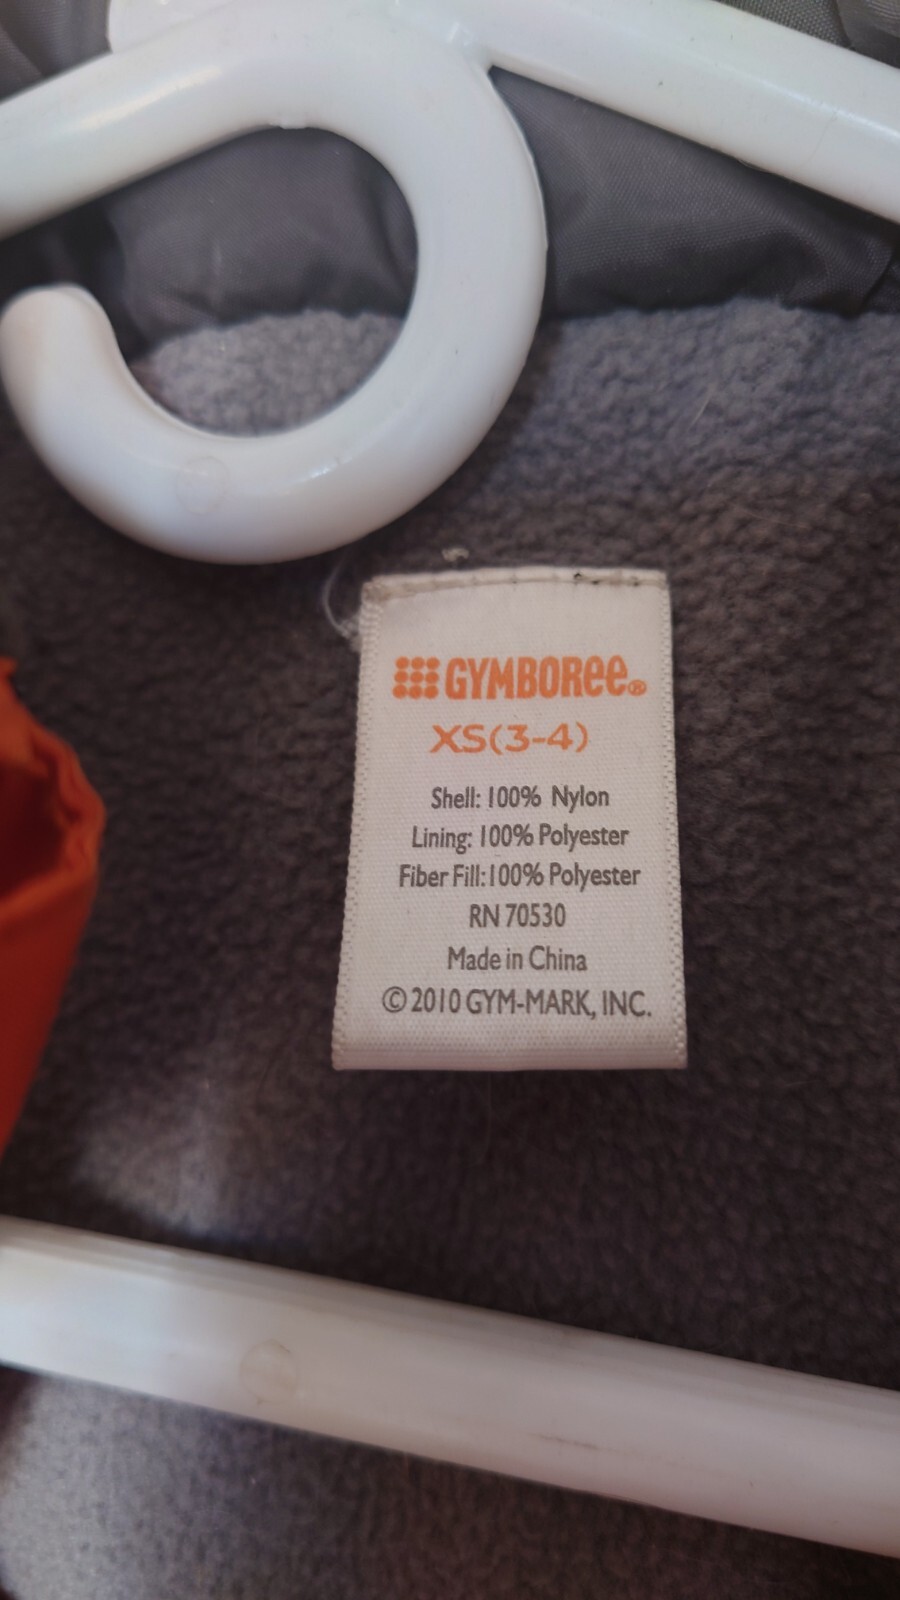 GYMBOREE®
XS(3-4)
Shell: 100% Nylon
Lining: 100% Polyester
Fiber Fill:100% Polyester
RN 70530
Made in China
© 2010 GYM-MARK, INC.